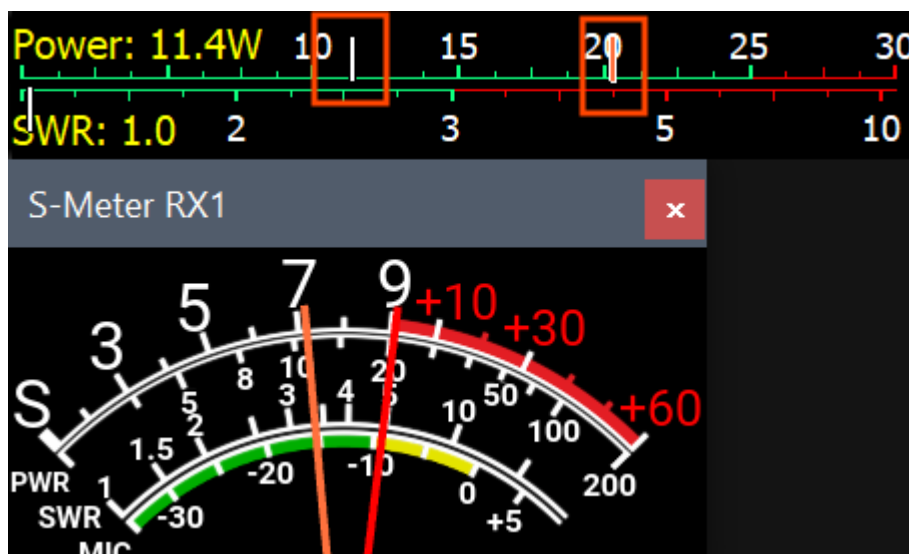 Power: 11.4W 10 15 20 25 30
SWR: 1.0 2 3 5 10
S-Meter RX1 x
S 3 5 7 9 +10 +30 +60
PWR 5 8 10 20 50 100 200
SWR 1 1.5 2 3 4 5 10
MIC -30 -20 -10 0 +5